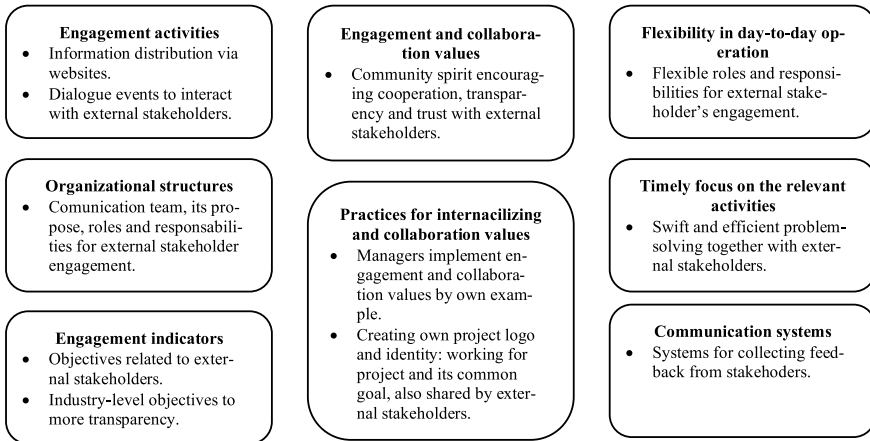 Engagement activities
• Information distribution via
websites.
• Dialogue events to interact
with external stakeholders.
Organizational structures
• Comunication team, its pro-
pose, roles and responsabili-
ties for external stakeholder
engagement.
Engagement indicators
• Objectives related to exter-
nal stakeholders.
• Industry-level objectives to
more transparency.
Engagement and collabora-
tion values
• Community spirit encourag-
ing cooperation, transparency
and trust with external
stakeholders.
Practices for internacilizing
and collaboration values
• Managers implement en-
gagement and collabora-
tion values by own exam-
ple.
• Creating own project logo
and identity: working for
project and its common
goal, also shared by exter-
nal stakeholders.
Flexibility in day-to-day op-
eration
• Flexible roles and responsi-
bilities for external stake-
holder’s engagement.
Timely focus on the relevant
activities
• Swift and efficient problem-
solving together with exter-
nal stakeholders.
Communication systems
• Systems for collecting feed-
back from stakehoders.